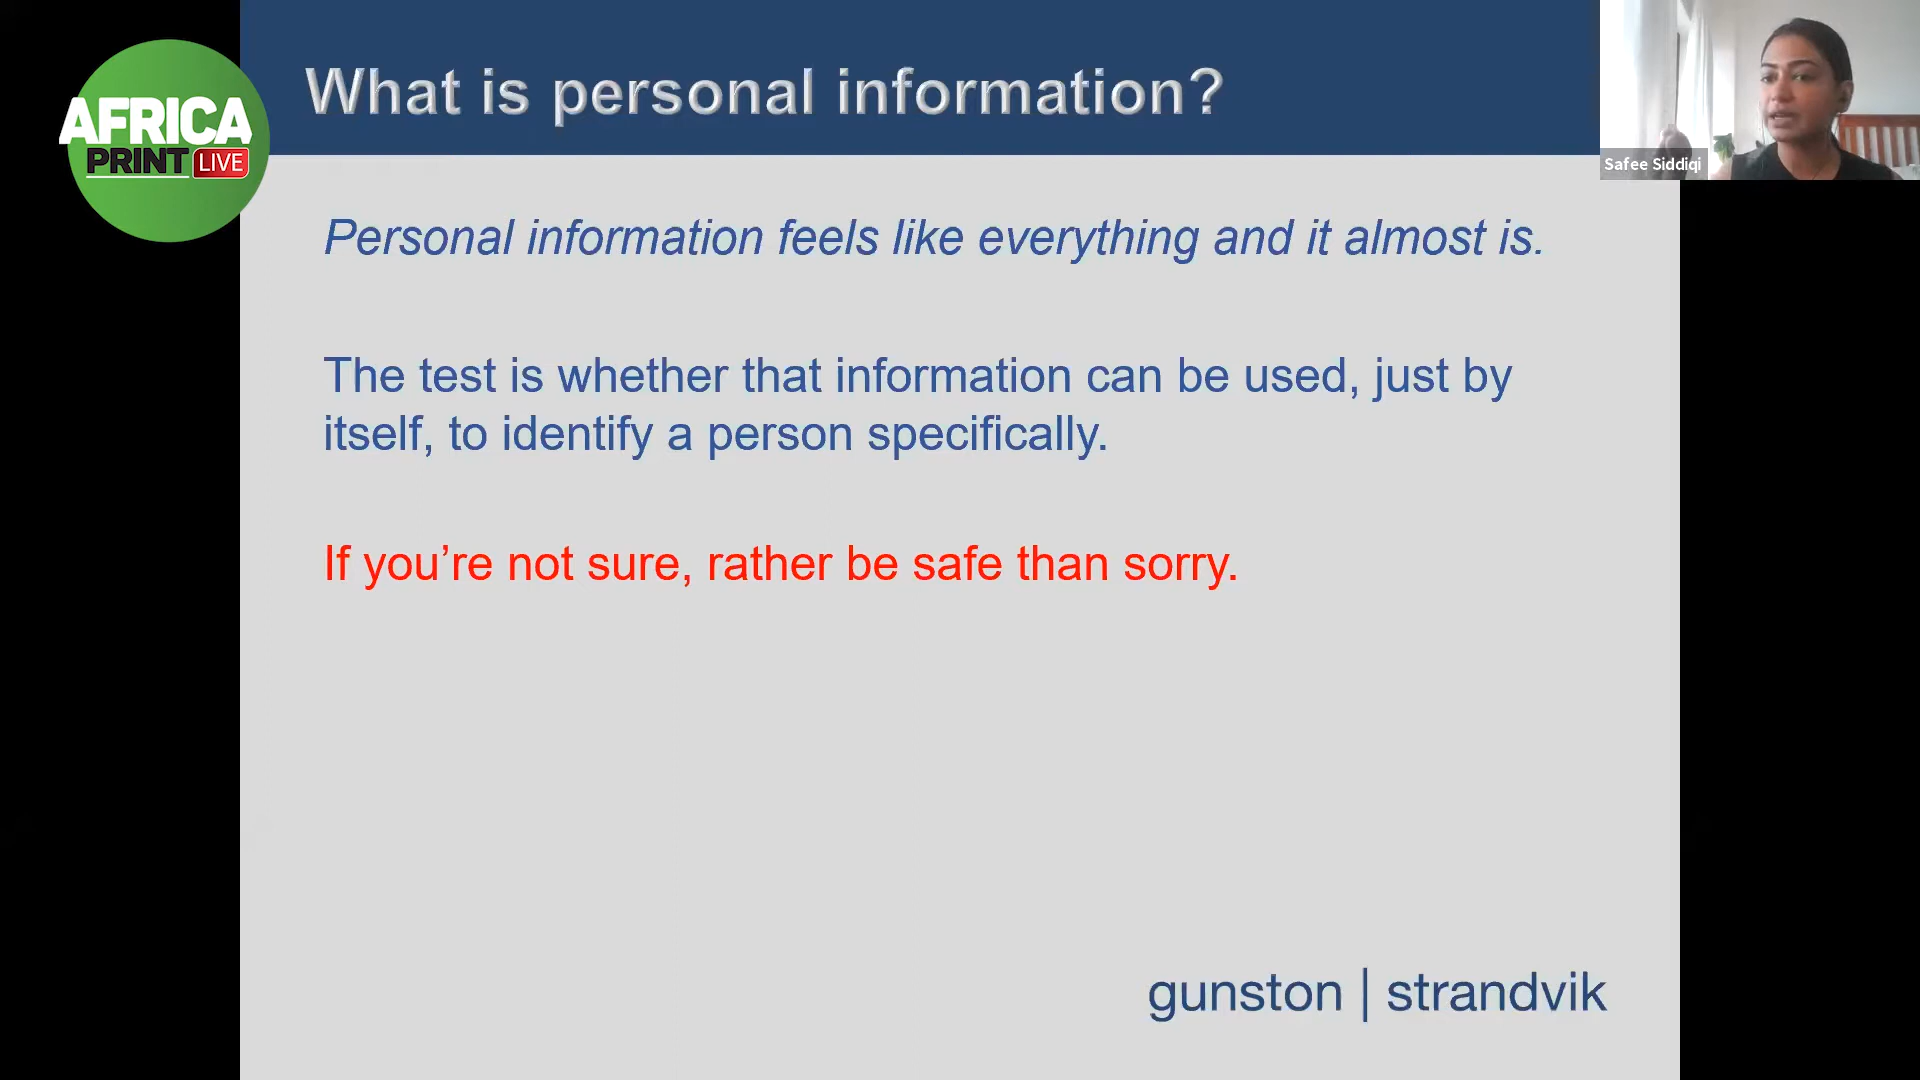 AFRICA
PRINT LIVE
What is personal information?
Safee Siddiqi
Personal information feels like everything and it almost is.
The test is whether that information can be used, just by
itself, to identify a person specifically.
If you’re not sure, rather be safe than sorry.
gunston | strandvik